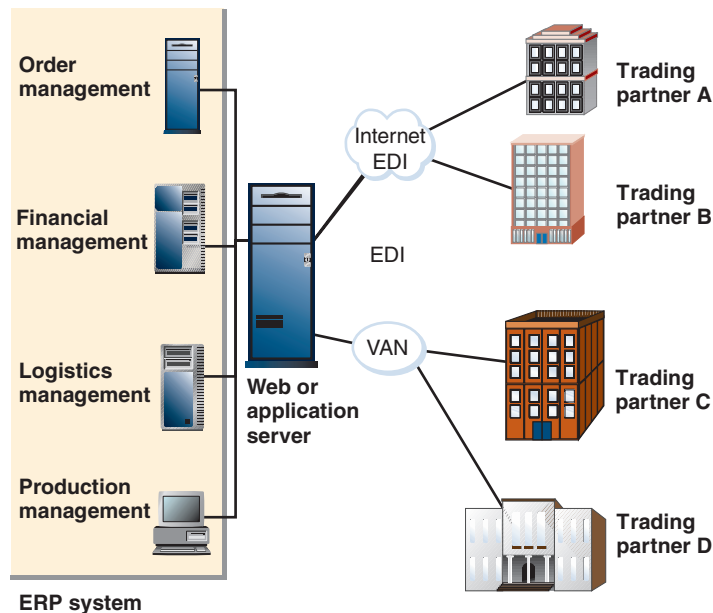 Order
management
Financial
management
Logistics
management
Production
management
ERP system
Web or
application
server
Internet
EDI
EDI
VAN
Trading
partner A
Trading
partner B
Trading
partner C
Trading
partner D